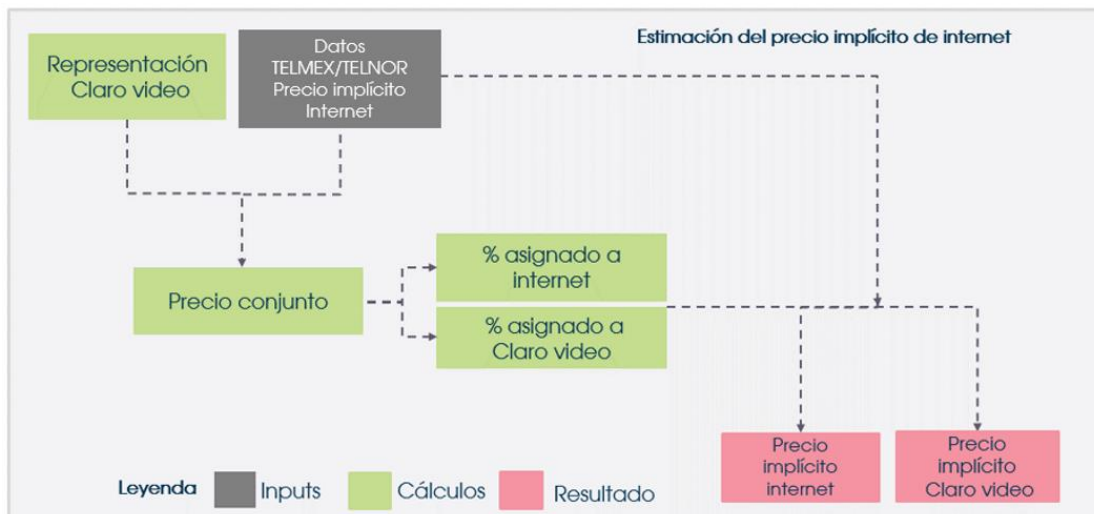 Estimación del precio implícito de internet
Representación
Claro video
Datos
TELMEX/TELNOR
Precio implícito
Internet
Precio conjunto
% asignado a
internet
% asignado a
Claro video
Precio
implícito
internet
Precio
implícito
Claro video
Leyenda
Inputs
Cálculos
Resultado